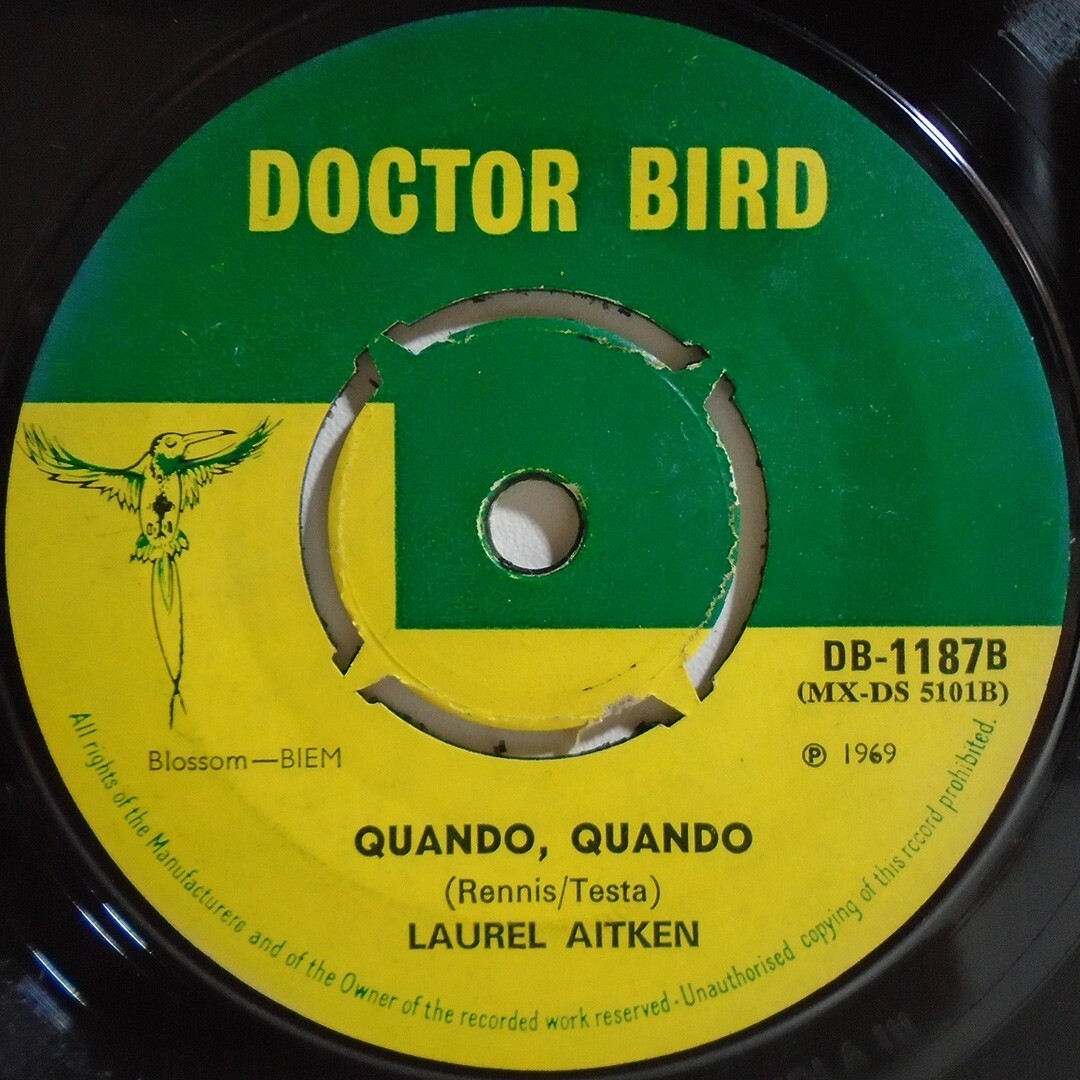 DOCTOR BIRD
DB-1187B
(MX-DS 5101B)
Blossom—BIEM
℗ 1969
QUANDO, QUANDO
(Rennis/Testa)
LAUREL AITKEN
All rights of the Manufacturere and of the Owner of the recorded work reserved · Unauthorised copying of this record prohibited.